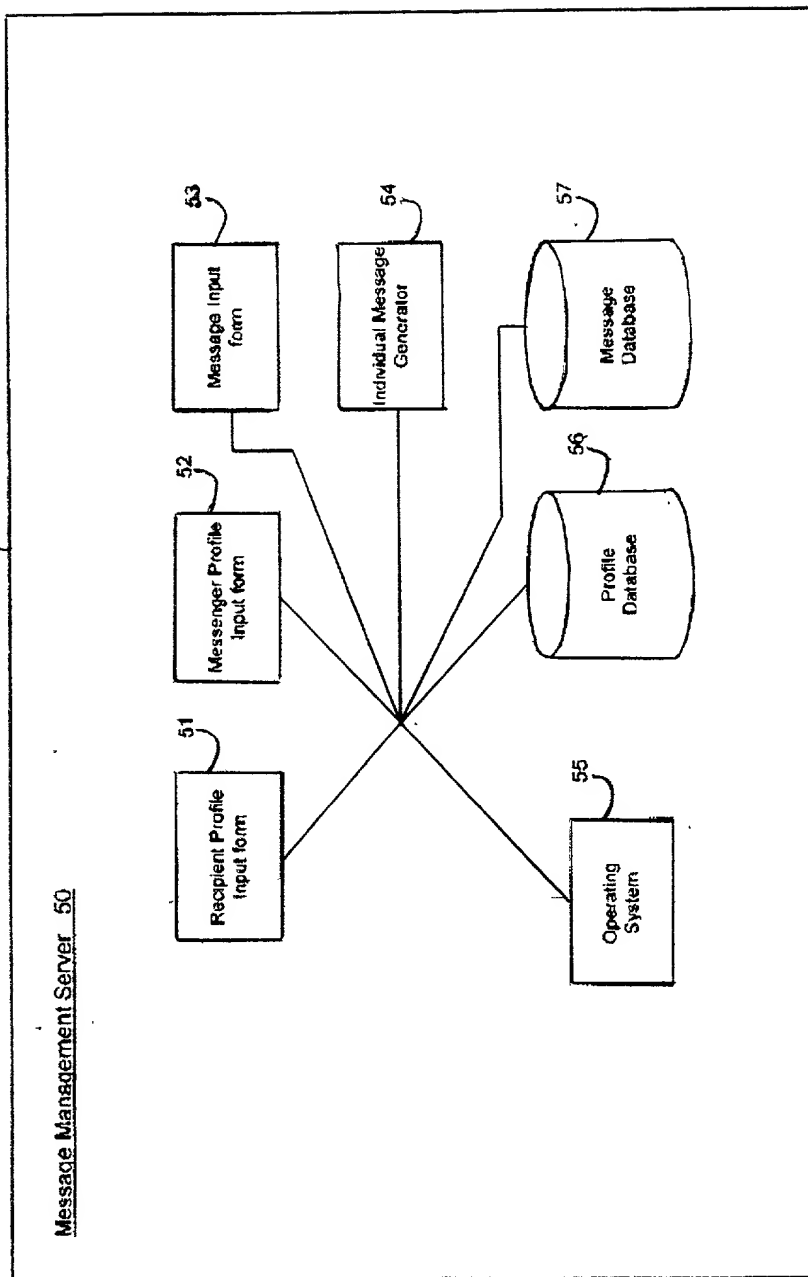 Message Management Server 50
51
Recipient Profile
Input form
52
Messenger Profile
Input form
53
Message Input
form
54
Individual Message
Generator
55
Operating
System
56
Profile
Database
57
Message
Database